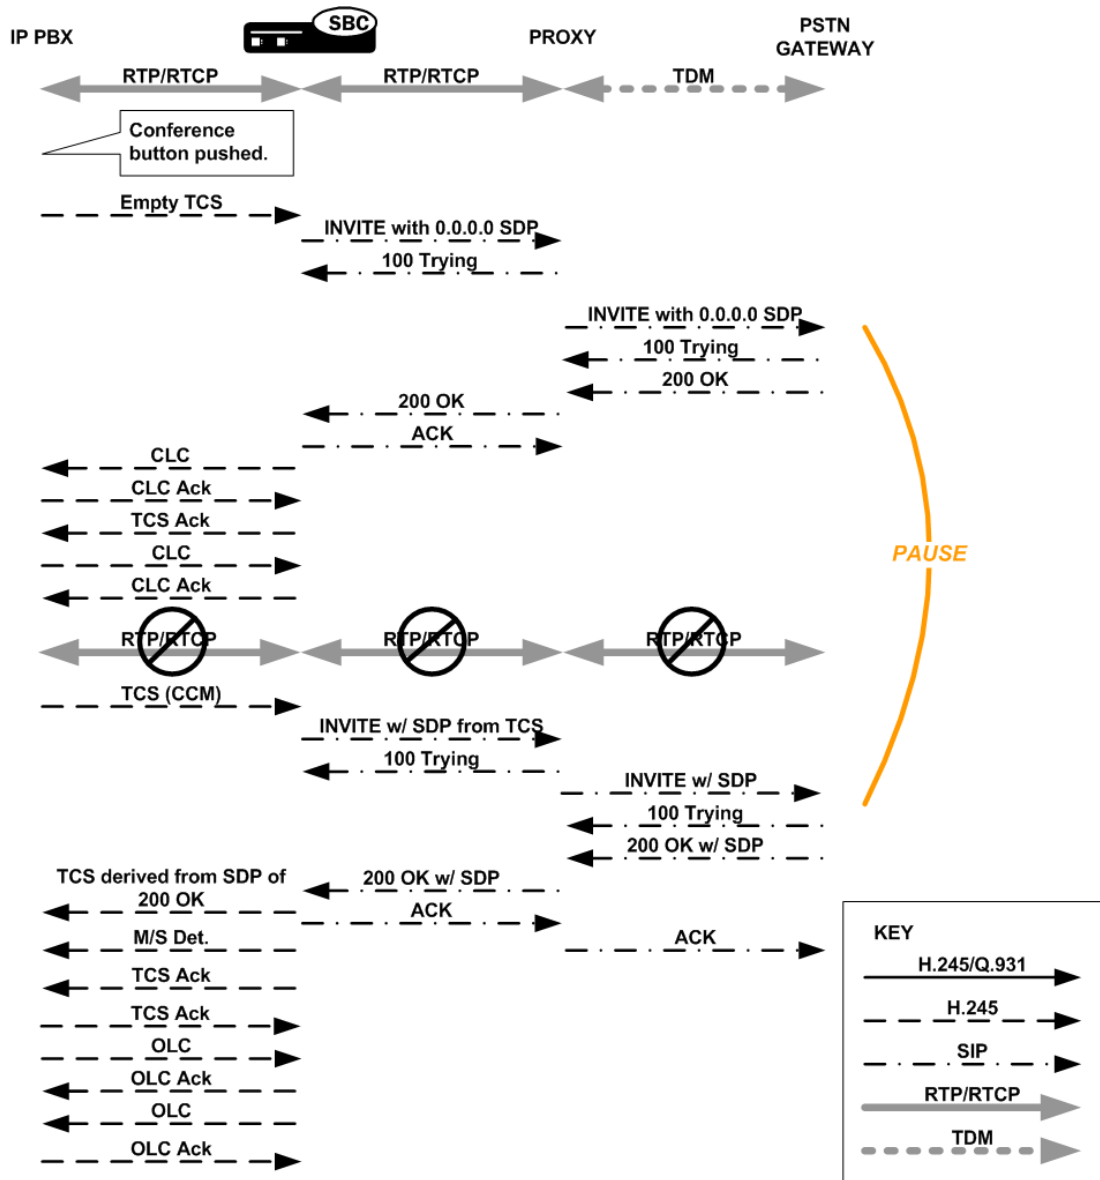 SBC
IP PBX
PROXY
PSTN
GATEWAY
RTP/RTCP
RTP/RTCP
TDM
Conference
button pushed.
Empty TCS
INVITE with 0.0.0.0 SDP
100 Trying
INVITE with 0.0.0.0 SDP
100 Trying
200 OK
200 OK
ACK
CLC
CLC Ack
TCS Ack
CLC
CLC Ack
PAUSE
RTP/RTCP
RTP/RTCP
RTP/RTCP
TCS (CCM)
INVITE w/ SDP from TCS
100 Trying
INVITE w/ SDP
100 Trying
200 OK w/ SDP
TCS derived from SDP of
200 OK
200 OK w/ SDP
ACK
M/S Det.
ACK
TCS Ack
TCS Ack
OLC
OLC Ack
OLC
OLC Ack
KEY
H.245/Q.931
H.245
SIP
RTP/RTCP
TDM